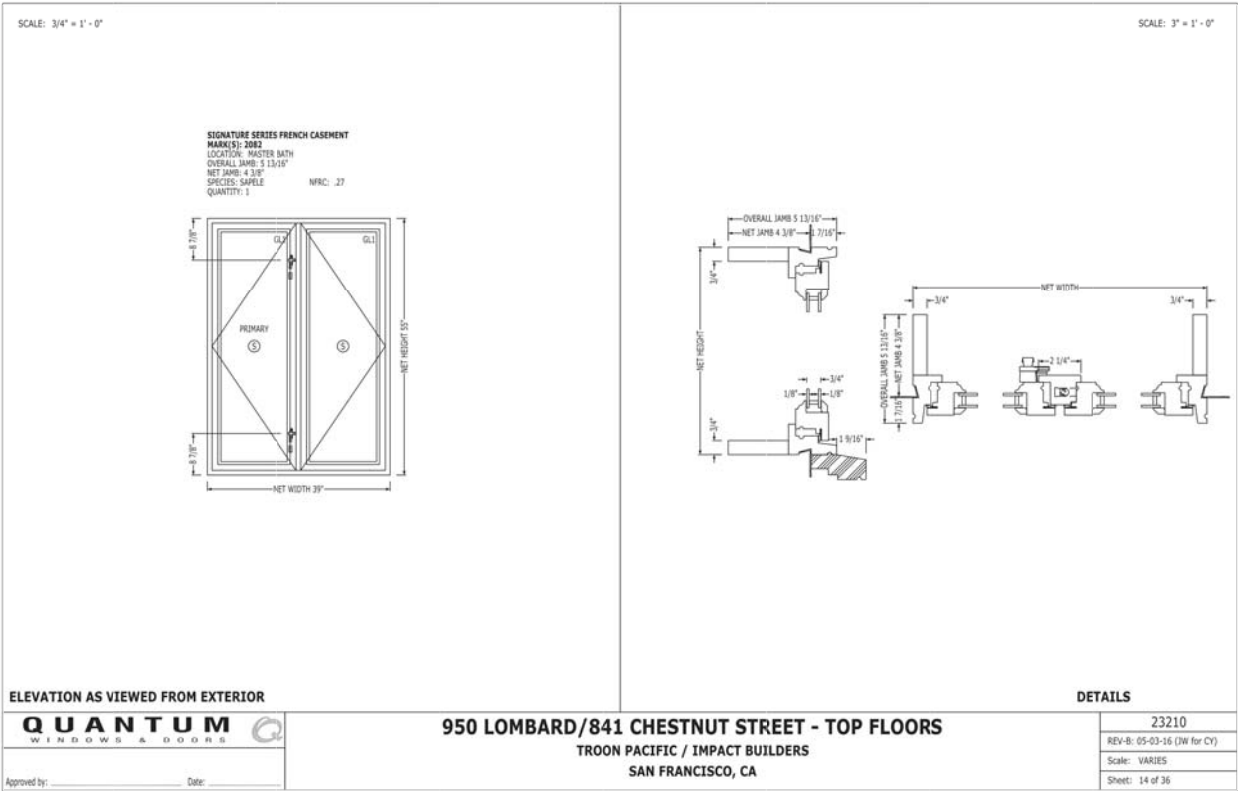 SCALE: 3/4" = 1' - 0"
SCALE: 3" = 1' - 0"
SIGNATURE SERIES FRENCH CASEMENT
MARK(S): 2082
LOCATION: MASTER BATH
OVERALL JAMB: 5 13/16"
NET JAMB: 4 3/8"
SPECIES: SAPELE NFRC: .27
QUANTITY: 1
8 7/8"
GL1
GL1
PRIMARY
S
S
NET HEIGHT 55"
8 7/8"
NET WIDTH 39"
OVERALL JAMB 5 13/16"
NET JAMB 4 3/8"
1 7/16"
3/4"
NET HEIGHT
3/4"
1/8"
1/8"
3/4"
1 9/16"
NET WIDTH
3/4"
3/4"
OVERALL JAMB 5 13/16"
NET JAMB 4 3/8"
1 7/16"
2 1/4"
ELEVATION AS VIEWED FROM EXTERIOR
DETAILS
QUANTUM
WINDOWS & DOORS
Approved by: Date:
950 LOMBARD/841 CHESTNUT STREET - TOP FLOORS
TROON PACIFIC / IMPACT BUILDERS
SAN FRANCISCO, CA
23210
REV-B: 05-03-16 (JW for CY)
Scale: VARIES
Sheet: 14 of 36